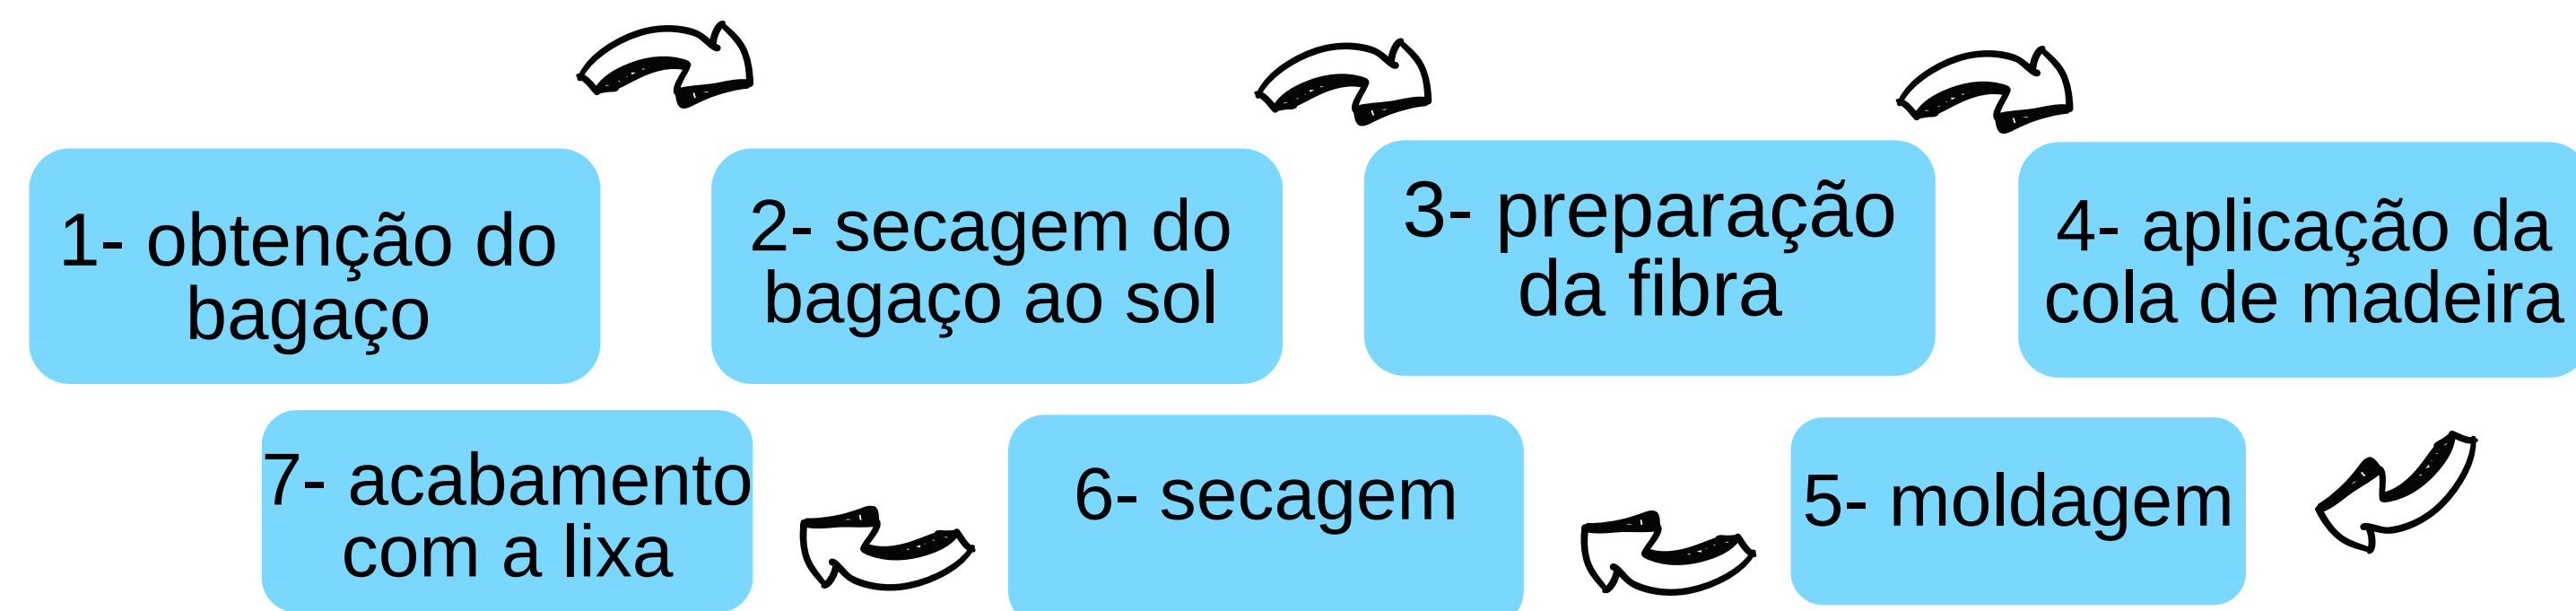 1- obtenção do
bagaço
2- secagem do
bagaço ao sol
3- preparação
da fibra
4- aplicação da
cola de madeira
5- moldagem
6- secagem
7- acabamento
com a lixa